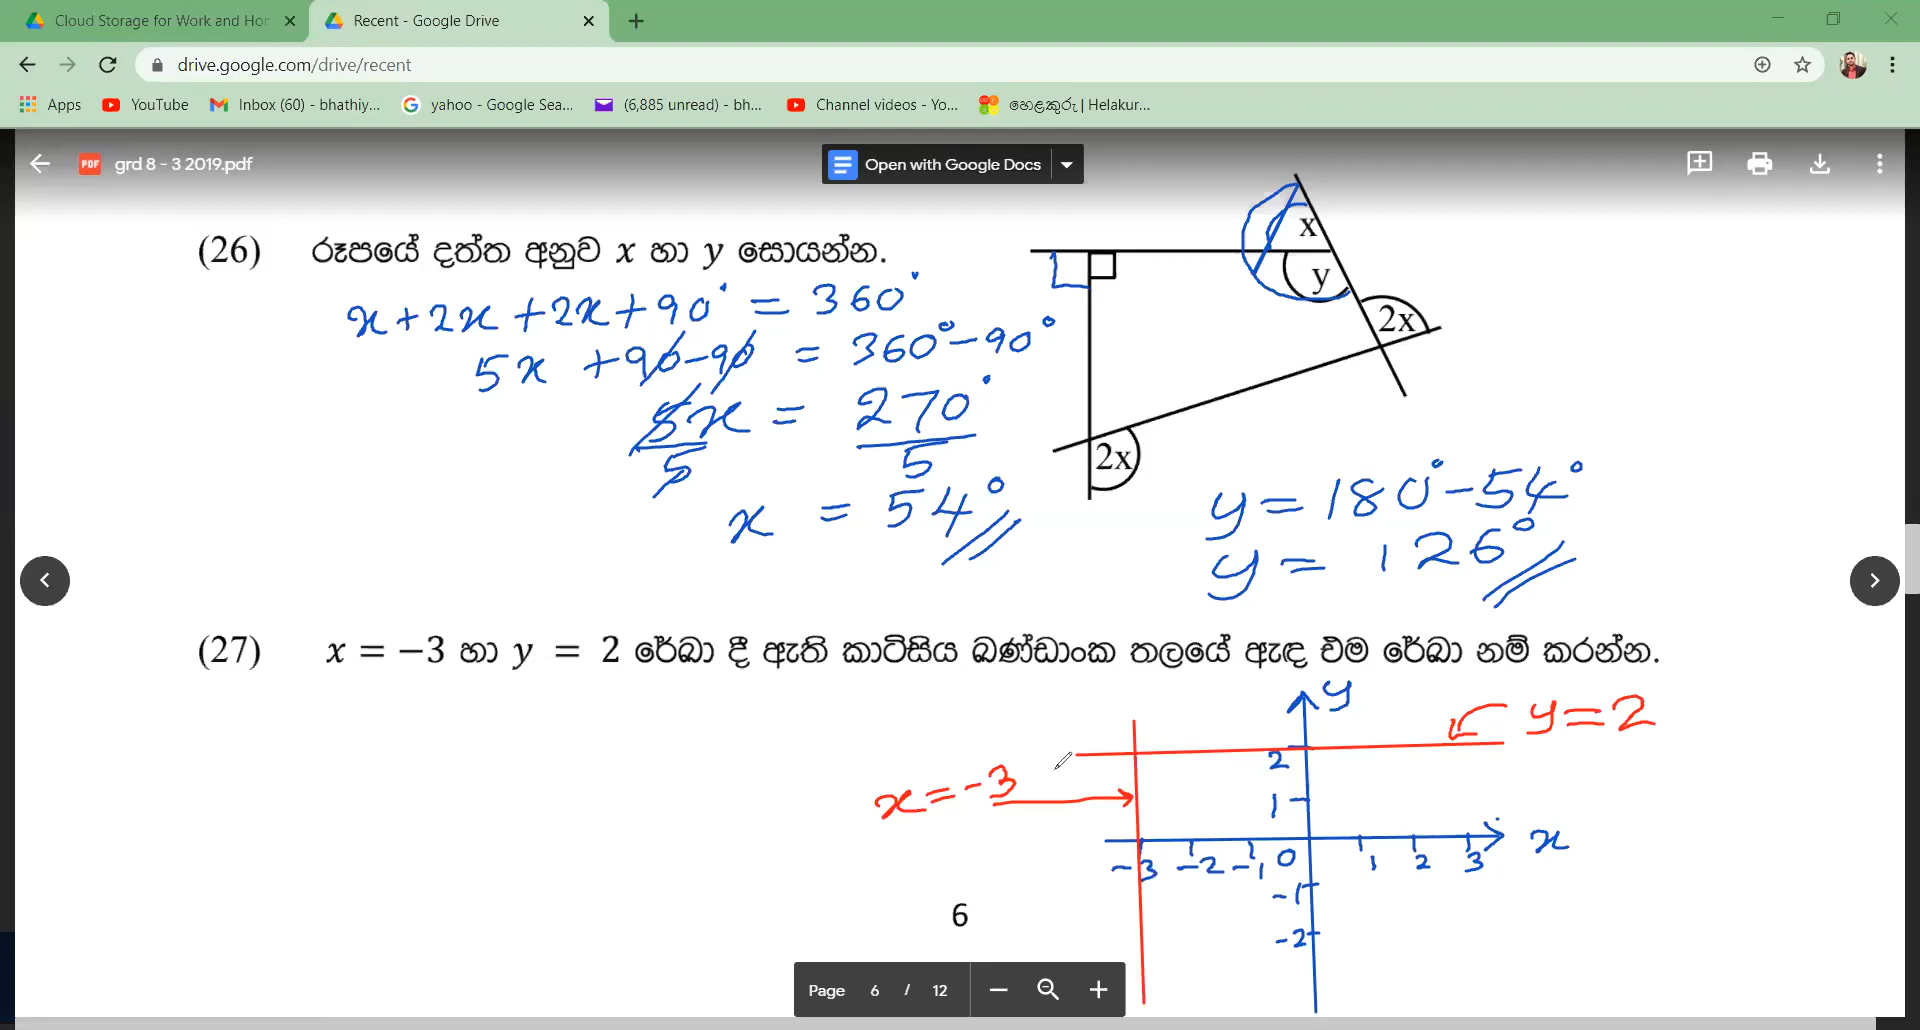 Cloud Storage for Work and Hor
Recent - Google Drive
drive.google.com/drive/recent
Apps
YouTube
Inbox (60) - bhathiy...
yahoo - Google Sea...
(6,885 unread) - bh...
Channel videos - Yo...
හෙළකුරු | Helakur...
PDF
grd 8 - 3 2019.pdf
Open with Google Docs
(26) රූපයේ දත්ත අනුව x හා y සොයන්න.
x + 2x + 2x + 90° = 360°
5x + 90 - 90 = 360° - 90°
5x/5 = 270°/5
x = 54°
x
y
2x
2x
y = 180° - 54°
y = 126°
(27) x = −3 හා y = 2 රේඛා දී ඇති කාටිසිය ඛණ්ඩාංක තලයේ ඇඳ එම රේඛා නම් කරන්න.
y
y = 2
2
x = -3
1
x
-3 -2 -1 0 1 2 3
-1
-2
6
Page 6 / 12